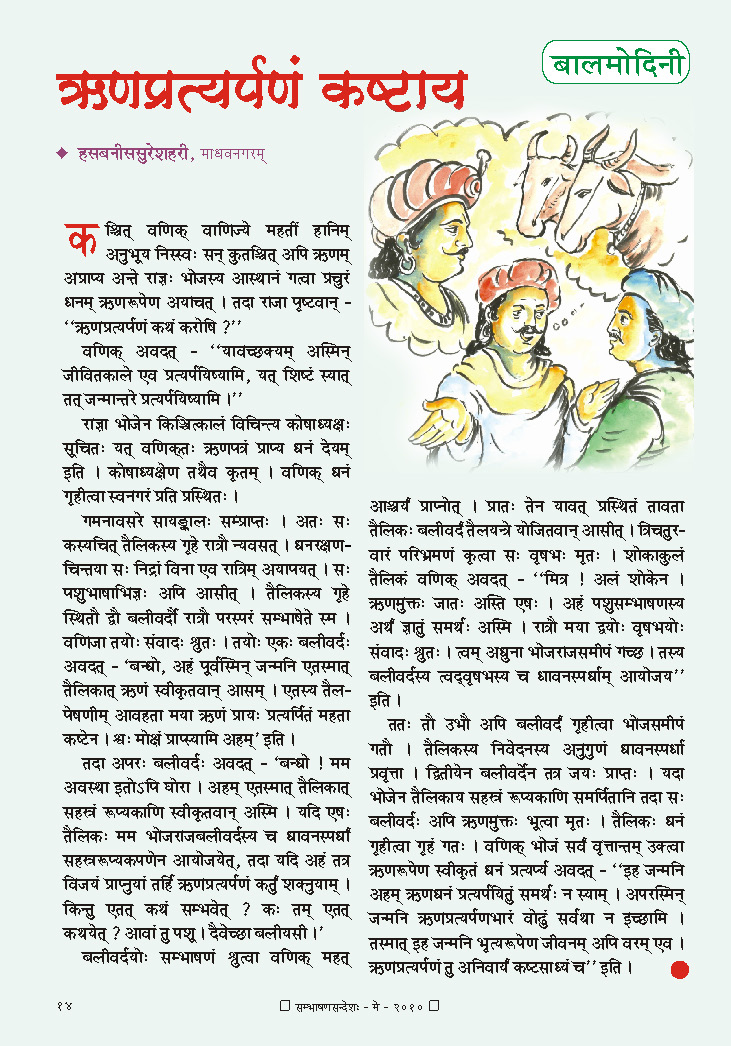 बालमोदिनी
ऋणप्रत्यर्पणं कष्टाय
हसबनीससुरेशहरी, माधवनगरम्
कश्चित् वणिक् वाणिज्ये महतीं हानिम्
अनुभूय निस्स्वः सन् कुतश्चित् अपि ऋणम्
अप्राप्य अन्ते राज्ञः भोजस्य आस्थानं गत्वा प्रचुरं
धनम् ऋणरूपेण अयाचत् । तदा राजा पृष्टवान् -
‘‘ऋणप्रत्यर्पणं कथं करोषि ?’’
वणिक् अवदत् - ‘‘यावच्छक्यम् अस्मिन्
जीवितकाले एव प्रत्यर्पयिष्यामि, यत् शिष्टं स्यात्
तत् जन्मान्तरे प्रत्यर्पयिष्यामि ।’’
राज्ञा भोजेन किञ्चित्कालं विचिन्त्य कोषाध्यक्षः
सूचितः यत् वणिक्तः ऋणपत्रं प्राप्य धनं देयम्
इति । कोषाध्यक्षेण तथैव कृतम् । वणिक् धनं
गृहीत्वा स्वनगरं प्रति प्रस्थितः ।
गमनावसरे सायङ्कालः सम्प्राप्तः । अतः सः
कस्यचित् तैलिकस्य गृहे रात्रौ न्यवसत् । धनरक्षण-
चिन्तया सः निद्रां विना एव रात्रिम् अयापयत् । सः
पशुभाषाभिज्ञः अपि आसीत् । तैलिकस्य गृहे
स्थितौ द्वौ बलीवर्दौ रात्रौ परस्परं सम्भाषेते स्म ।
वणिजा तयोः संवादः श्रुतः । तयोः एकः बलीवर्दः
अवदत् - ‘बन्धो, अहं पूर्वस्मिन् जन्मनि एतस्मात्
तैलिकात् ऋणं स्वीकृतवान् आसम् । एतस्य तैल-
पेषणीम् आवहता मया ऋणं प्रायः प्रत्यर्पितं महता
कष्टेन । श्वः मोक्षं प्राप्स्यामि अहम्’ इति ।
तदा अपरः बलीवर्दः अवदत् - ‘बन्धो ! मम
अवस्था इतोऽपि घोरा । अहम् एतस्मात् तैलिकात्
सहस्रं रूप्यकाणि स्वीकृतवान् अस्मि । यदि एषः
तैलिकः मम भोजराजबलीवर्दस्य च धावनस्पर्धां
सहस्ररूप्यकपणेन आयोजयेत्, तदा यदि अहं तत्र
विजयं प्राप्नुयां तर्हि ऋणप्रत्यर्पणं कर्तुं शक्नुयाम् ।
किन्तु एतत् कथं सम्भवेत् ? कः तम् एतत्
कथयेत् ? आवां तु पशू । दैवेच्छा बलीयसी ।’
बलीवर्दयोः सम्भाषणं श्रुत्वा वणिक् महत्
आश्चर्यं प्राप्नोत् । प्रातः तेन यावत् प्रस्थितं तावता
तैलिकः बलीवर्दं तैलयन्त्रे योजितवान् आसीत् । त्रिचतुर-
वारं परिभ्रमणं कृत्वा सः वृषभः मृतः । शोकाकुलं
तैलिकं वणिक् अवदत् - ‘‘मित्र ! अलं शोकेन ।
ऋणमुक्तः जातः अस्ति एषः । अहं पशुसम्भाषणस्य
अर्थं ज्ञातुं समर्थः अस्मि । रात्रौ मया द्वयोः वृषभयोः
संवादः श्रुतः । त्वम् अधुना भोजराजसमीपं गच्छ । तस्य
बलीवर्दस्य त्वद्वृषभस्य च धावनस्पर्धाम् आयोजय’’
इति ।
ततः तौ उभौ अपि बलीवर्दं गृहीत्वा भोजसमीपं
गतौ । तैलिकस्य निवेदनस्य अनुगुणं धावनस्पर्धा
प्रवृत्ता । द्वितीयेन बलीवर्देन तत्र जयः प्राप्तः । यदा
भोजेन तैलिकाय सहस्रं रूप्यकाणि समर्पितानि तदा सः
बलीवर्दः अपि ऋणमुक्तः भूत्वा मृतः । तैलिकः धनं
गृहीत्वा गृहं गतः । वणिक् भोजं सर्वं वृत्तान्तम् उक्त्वा
ऋणरूपेण स्वीकृतं धनं प्रत्यर्प्य अवदत् - ‘‘इह जन्मनि
अहम् ऋणधनं प्रत्यर्पयितुं समर्थः न स्याम् । अपरस्मिन्
जन्मनि ऋणप्रत्यर्पणभारं वोढुं सर्वथा न इच्छामि ।
तस्मात् इह जन्मनि भृत्यरूपेण जीवनम् अपि वरम् एव ।
ऋणप्रत्यर्पणं तु अनिवार्यं कष्टसाध्यं च’’ इति ।
१४
सम्भाषणसन्देशः - मे - २०१०